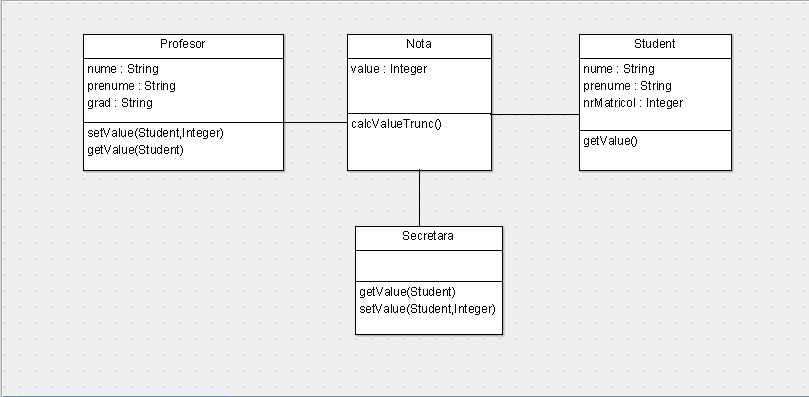 Profesor
nume : String
prenume : String
grad : String
setValue(Student,Integer)
getValue(Student)
Nota
value : Integer
calcValueTrunc()
Student
nume : String
prenume : String
nrMatricol : Integer
getValue()
Secretara
getValue(Student)
setValue(Student,Integer)